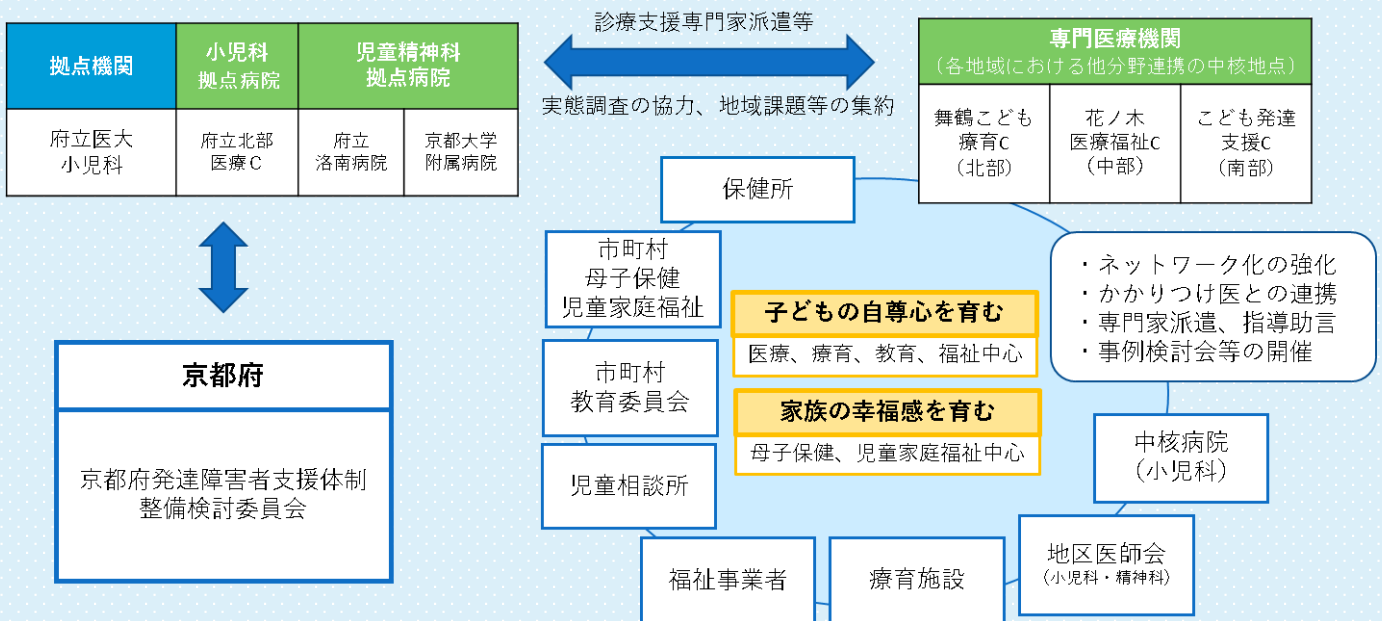 診療支援専門家派遣等
実態調査の協力、地域課題等の集約
拠点機関
小児科
拠点病院
児童精神科
拠点病院
府立医大
小児科
府立北部
医療C
府立
洛南病院
京都大学
附属病院
専門医療機関
（各地域における他分野連携の中核地点）
舞鶴こども
療育C
(北部)
花ノ木
医療福祉C
(中部)
こども発達
支援C
(南部)
京都府
京都府発達障害者支援体制
整備検討委員会
保健所
市町村
母子保健
児童家庭福祉
市町村
教育委員会
児童相談所
福祉事業者
療育施設
地区医師会
(小児科・精神科)
中核病院
(小児科)
・ネットワーク化の強化
・かかりつけ医との連携
・専門家派遣、指導助言
・事例検討会等の開催
子どもの自尊心を育む
医療、療育、教育、福祉中心
家族の幸福感を育む
母子保健、児童家庭福祉中心